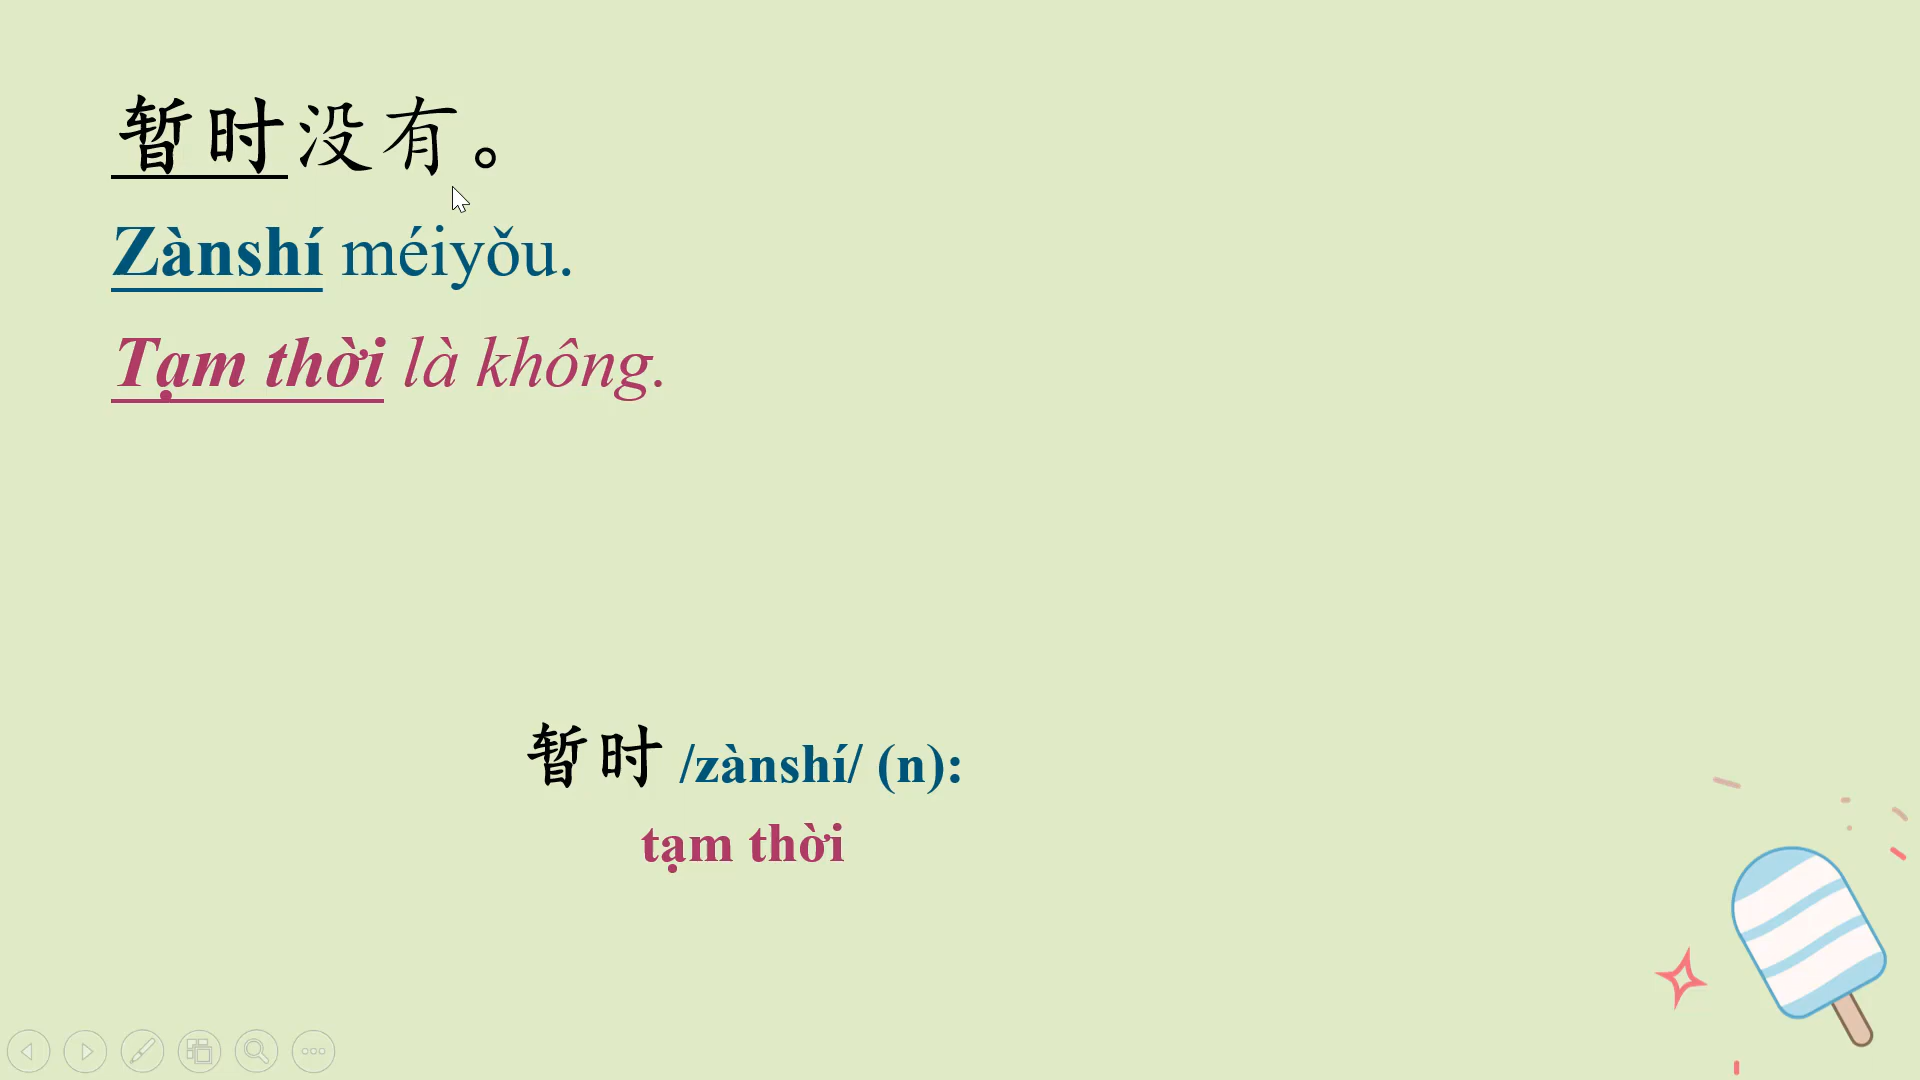 暂时没有。
Zànshí méiyǒu.
Tạm thời là không.
暂时 /zànshí/ (n):
tạm thời